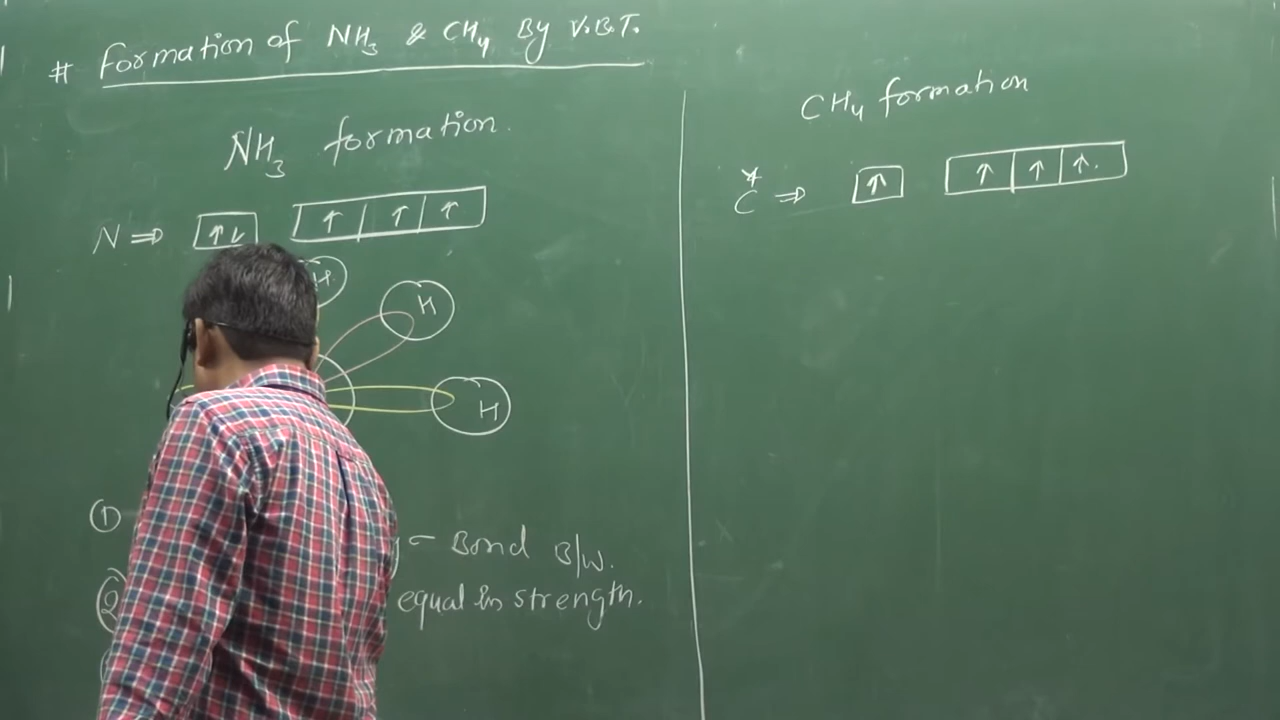 # Formation of NH₃ & CH₄ By V.B.T.
NH₃ formation.
N ⇒ ↑↓ ↑ ↑ ↑
H
H
H
①
- Bond B/W.
②
equal in strength.
CH₄ formation
C* ⇒ ↑ ↑ ↑ ↑